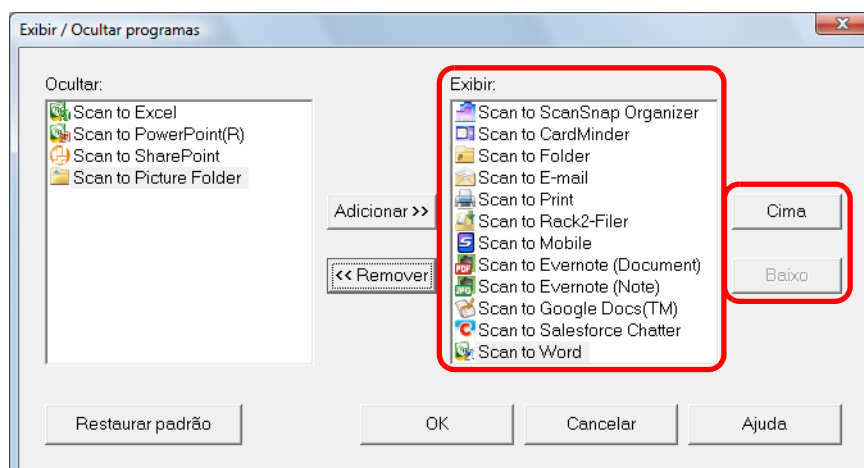 Exibir / Ocultar programas
Ocultar:
Scan to Excel
Scan to PowerPoint(R)
Scan to SharePoint
Scan to Picture Folder
Adicionar >>
<< Remover
Exibir:
Scan to ScanSnap Organizer
Scan to CardMinder
Scan to Folder
Scan to E-mail
Scan to Print
Scan to Rack2-Filer
Scan to Mobile
Scan to Evernote (Document)
Scan to Evernote (Note)
Scan to Google Docs(TM)
Scan to Salesforce Chatter
Scan to Word
Cima
Baixo
Restaurar padrão
OK
Cancelar
Ajuda